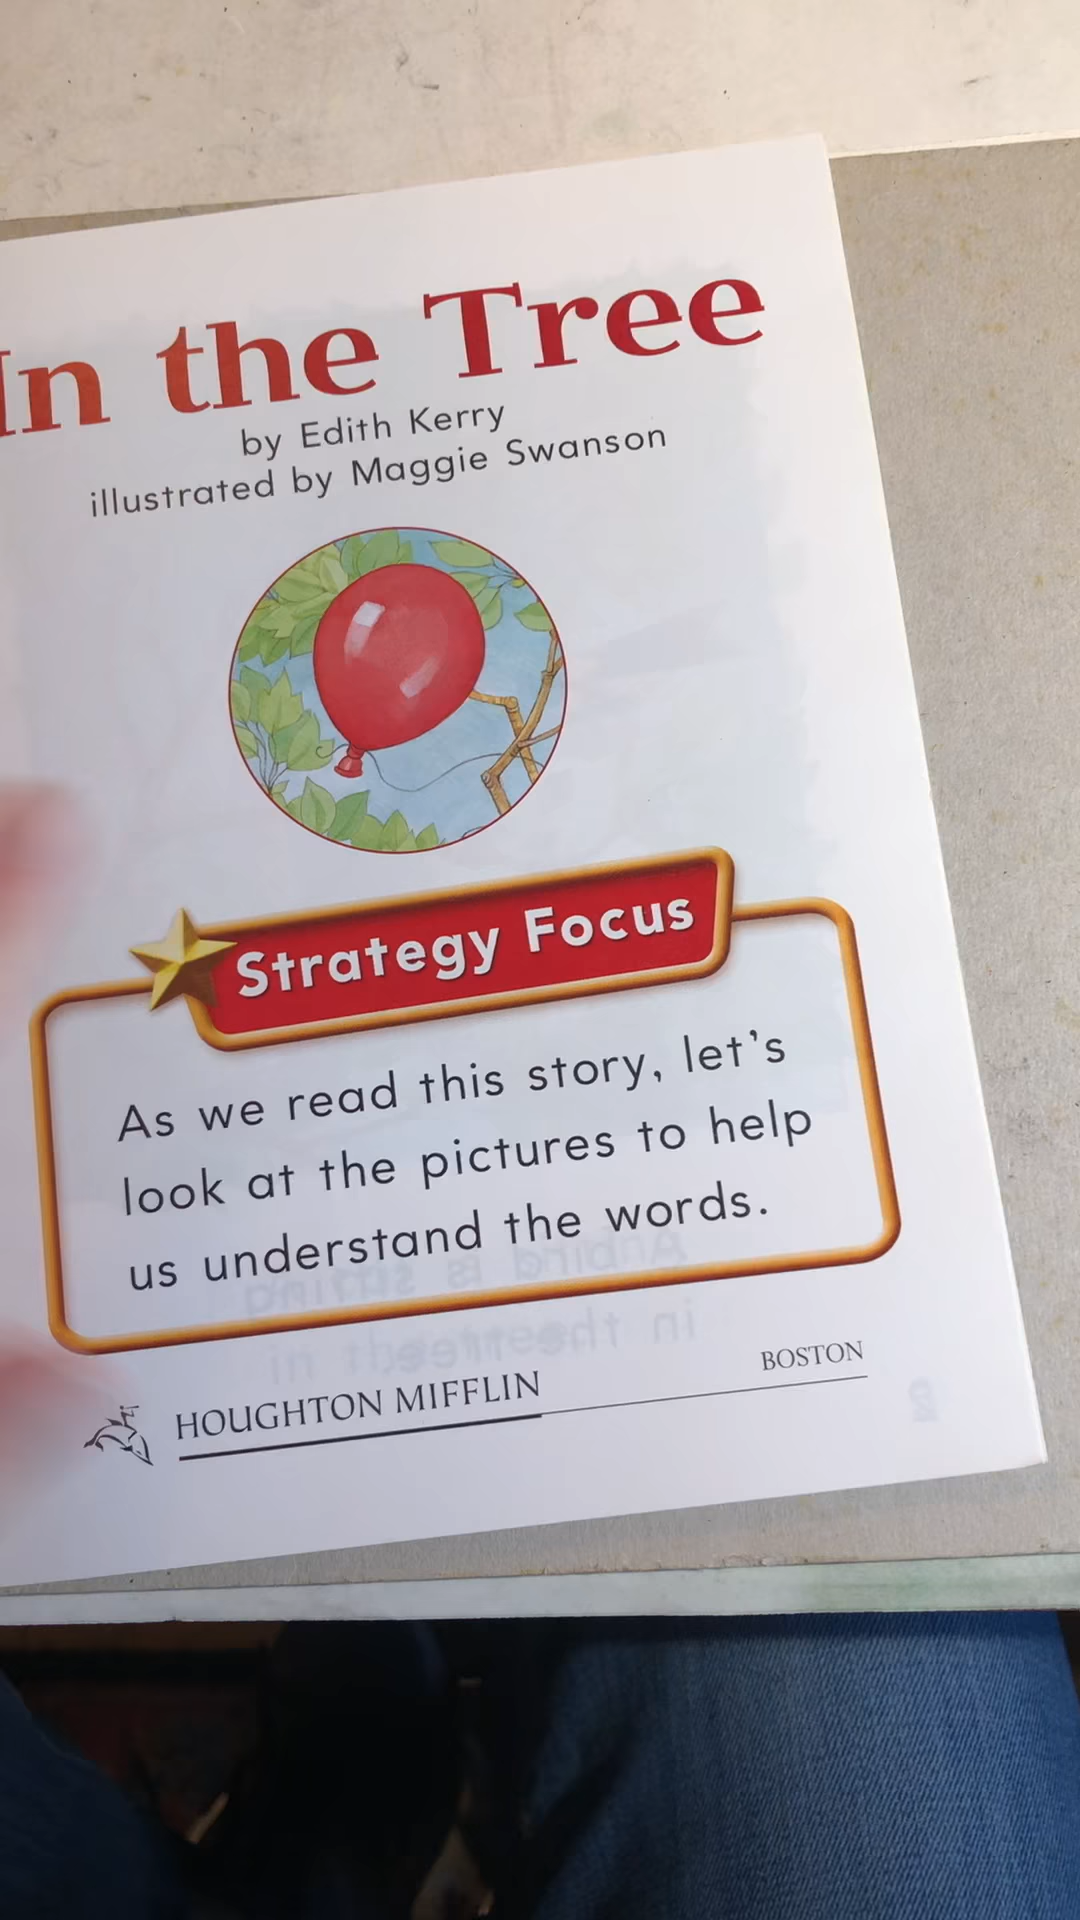 In the Tree
by Edith Kerry
illustrated by Maggie Swanson
Strategy Focus
As we read this story, let's
look at the pictures to help
us understand the words.
HOUGHTON MIFFLIN
BOSTON